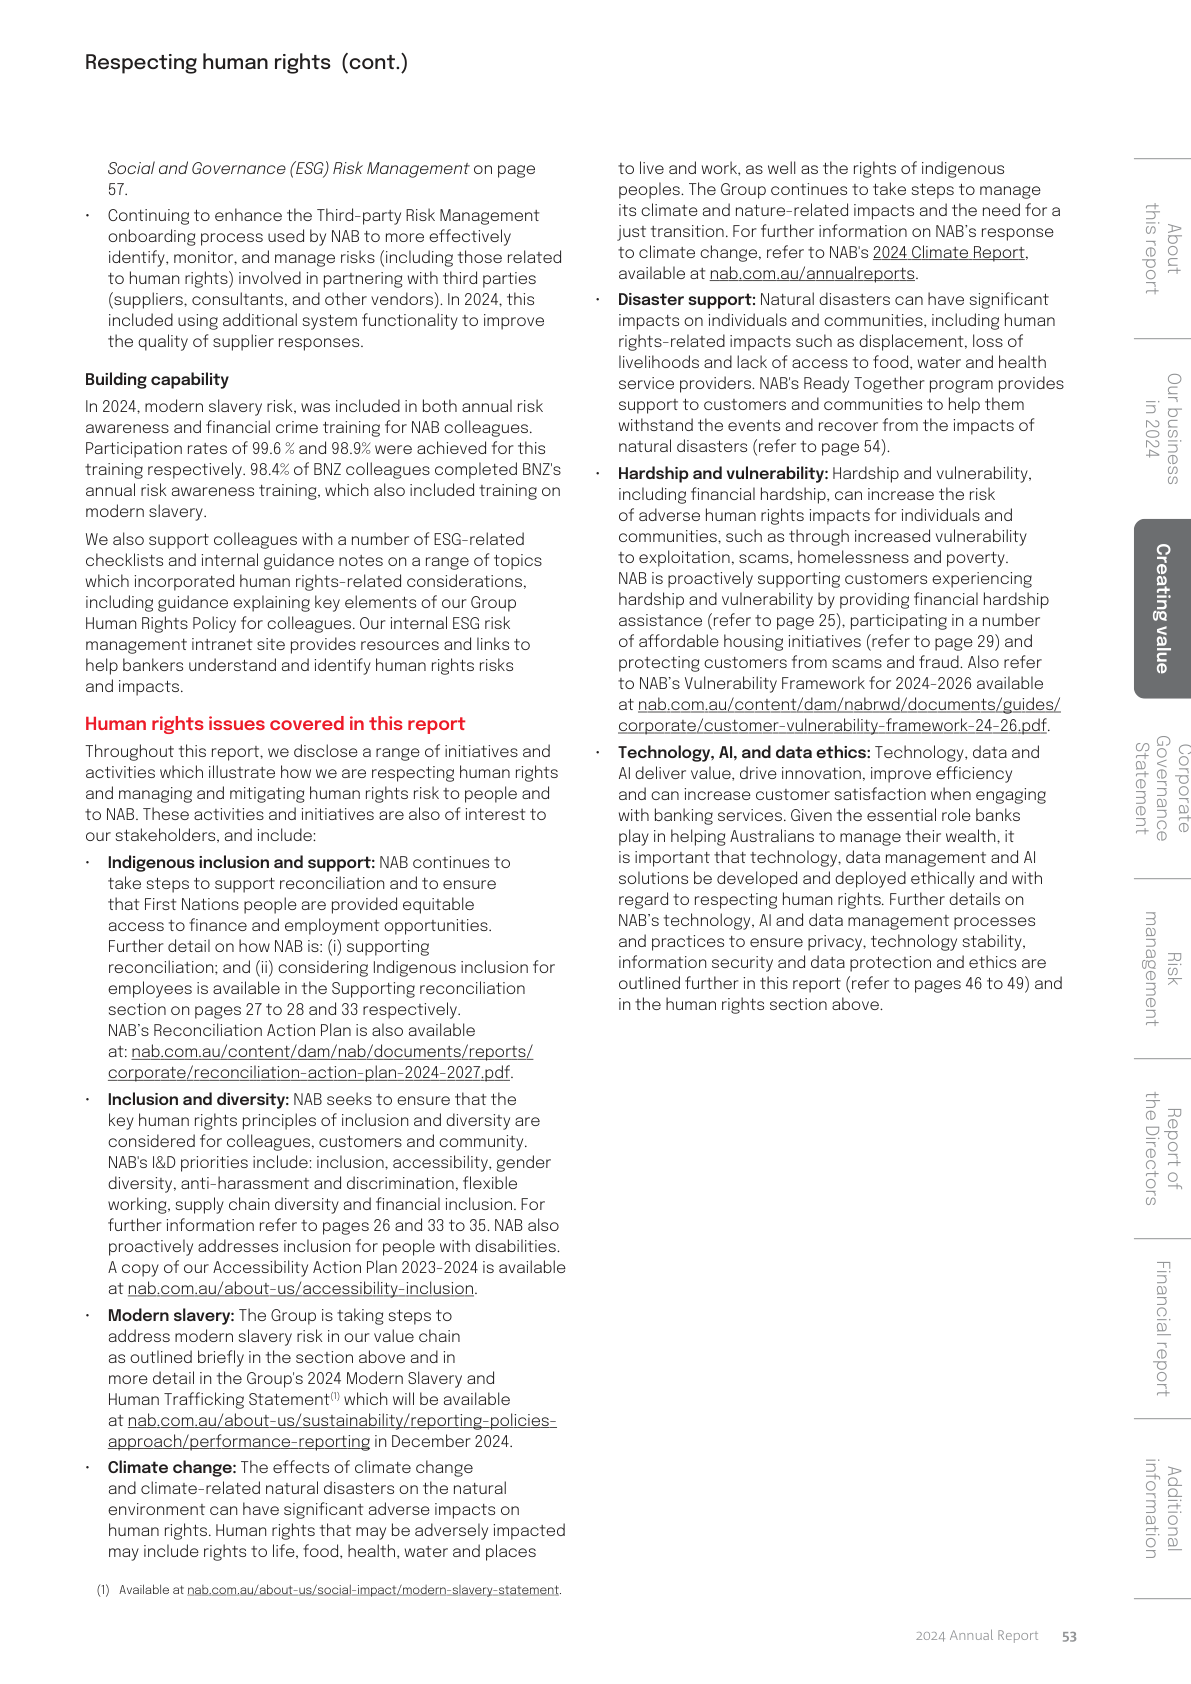 Respecting human rights (cont.)
Social and Governance (ESG) Risk Management on page
57.
• Continuing to enhance the Third-party Risk Management
onboarding process used by NAB to more effectively
identify, monitor, and manage risks (including those related
to human rights) involved in partnering with third parties
(suppliers, consultants, and other vendors). In 2024, this
included using additional system functionality to improve
the quality of supplier responses.
Building capability
In 2024, modern slavery risk, was included in both annual risk
awareness and financial crime training for NAB colleagues.
Participation rates of 99.6 % and 98.9% were achieved for this
training respectively. 98.4% of BNZ colleagues completed BNZ's
annual risk awareness training, which also included training on
modern slavery.
We also support colleagues with a number of ESG-related
checklists and internal guidance notes on a range of topics
which incorporated human rights-related considerations,
including guidance explaining key elements of our Group
Human Rights Policy for colleagues. Our internal ESG risk
management intranet site provides resources and links to
help bankers understand and identify human rights risks
and impacts.
Human rights issues covered in this report
Throughout this report, we disclose a range of initiatives and
activities which illustrate how we are respecting human rights
and managing and mitigating human rights risk to people and
to NAB. These activities and initiatives are also of interest to
our stakeholders, and include:
• Indigenous inclusion and support: NAB continues to
take steps to support reconciliation and to ensure
that First Nations people are provided equitable
access to finance and employment opportunities.
Further detail on how NAB is: (i) supporting
reconciliation; and (ii) considering Indigenous inclusion for
employees is available in the Supporting reconciliation
section on pages 27 to 28 and 33 respectively.
NAB’s Reconciliation Action Plan is also available
at: nab.com.au/content/dam/nab/documents/reports/
corporate/reconciliation-action-plan-2024-2027.pdf.
• Inclusion and diversity: NAB seeks to ensure that the
key human rights principles of inclusion and diversity are
considered for colleagues, customers and community.
NAB's I&D priorities include: inclusion, accessibility, gender
diversity, anti-harassment and discrimination, flexible
working, supply chain diversity and financial inclusion. For
further information refer to pages 26 and 33 to 35. NAB also
proactively addresses inclusion for people with disabilities.
A copy of our Accessibility Action Plan 2023-2024 is available
at nab.com.au/about-us/accessibility-inclusion.
• Modern slavery: The Group is taking steps to
address modern slavery risk in our value chain
as outlined briefly in the section above and in
more detail in the Group's 2024 Modern Slavery and
Human Trafficking Statement(1) which will be available
at nab.com.au/about-us/sustainability/reporting-policies-
approach/performance-reporting in December 2024.
• Climate change: The effects of climate change
and climate-related natural disasters on the natural
environment can have significant adverse impacts on
human rights. Human rights that may be adversely impacted
may include rights to life, food, health, water and places
to live and work, as well as the rights of indigenous
peoples. The Group continues to take steps to manage
its climate and nature-related impacts and the need for a
just transition. For further information on NAB’s response
to climate change, refer to NAB's 2024 Climate Report,
available at nab.com.au/annualreports.
• Disaster support: Natural disasters can have significant
impacts on individuals and communities, including human
rights-related impacts such as displacement, loss of
livelihoods and lack of access to food, water and health
service providers. NAB's Ready Together program provides
support to customers and communities to help them
withstand the events and recover from the impacts of
natural disasters (refer to page 54).
• Hardship and vulnerability: Hardship and vulnerability,
including financial hardship, can increase the risk
of adverse human rights impacts for individuals and
communities, such as through increased vulnerability
to exploitation, scams, homelessness and poverty.
NAB is proactively supporting customers experiencing
hardship and vulnerability by providing financial hardship
assistance (refer to page 25), participating in a number
of affordable housing initiatives (refer to page 29) and
protecting customers from scams and fraud. Also refer
to NAB’s Vulnerability Framework for 2024-2026 available
at nab.com.au/content/dam/nabrwd/documents/guides/
corporate/customer-vulnerability-framework-24-26.pdf.
• Technology, AI, and data ethics: Technology, data and
AI deliver value, drive innovation, improve efficiency
and can increase customer satisfaction when engaging
with banking services. Given the essential role banks
play in helping Australians to manage their wealth, it
is important that technology, data management and AI
solutions be developed and deployed ethically and with
regard to respecting human rights. Further details on
NAB’s technology, AI and data management processes
and practices to ensure privacy, technology stability,
information security and data protection and ethics are
outlined further in this report (refer to pages 46 to 49) and
in the human rights section above.
(1) Available at nab.com.au/about-us/social-impact/modern-slavery-statement.
2024 Annual Report 53
About
this report
Our business
in 2024
Creating value
Corporate
Governance
Statement
Risk
management
Report of
the Directors
Financial report
Additional
information